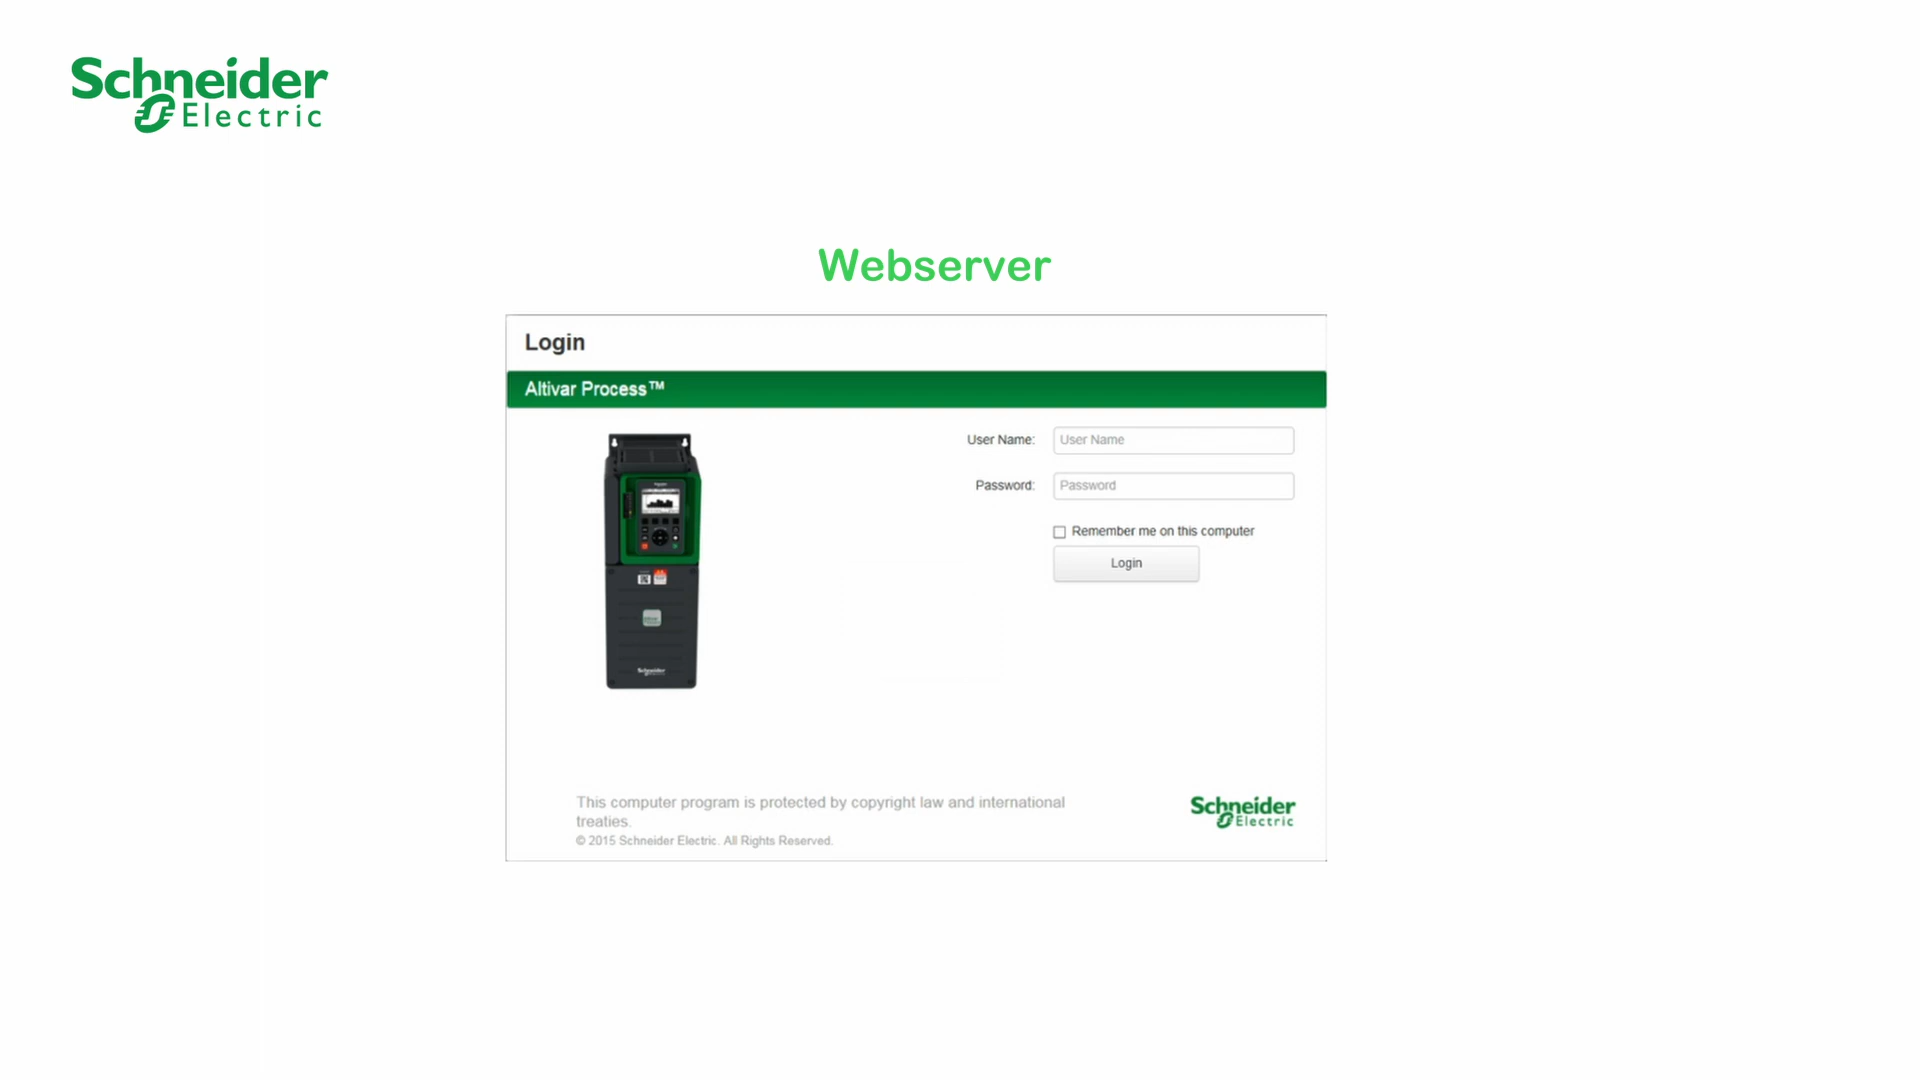 Schneider
Electric
Webserver
Login
Altivar Process™
User Name: User Name
Password: Password
Remember me on this computer
Login
Schneider
This computer program is protected by copyright law and international
treaties.
© 2015 Schneider Electric. All Rights Reserved.
Schneider
Electric